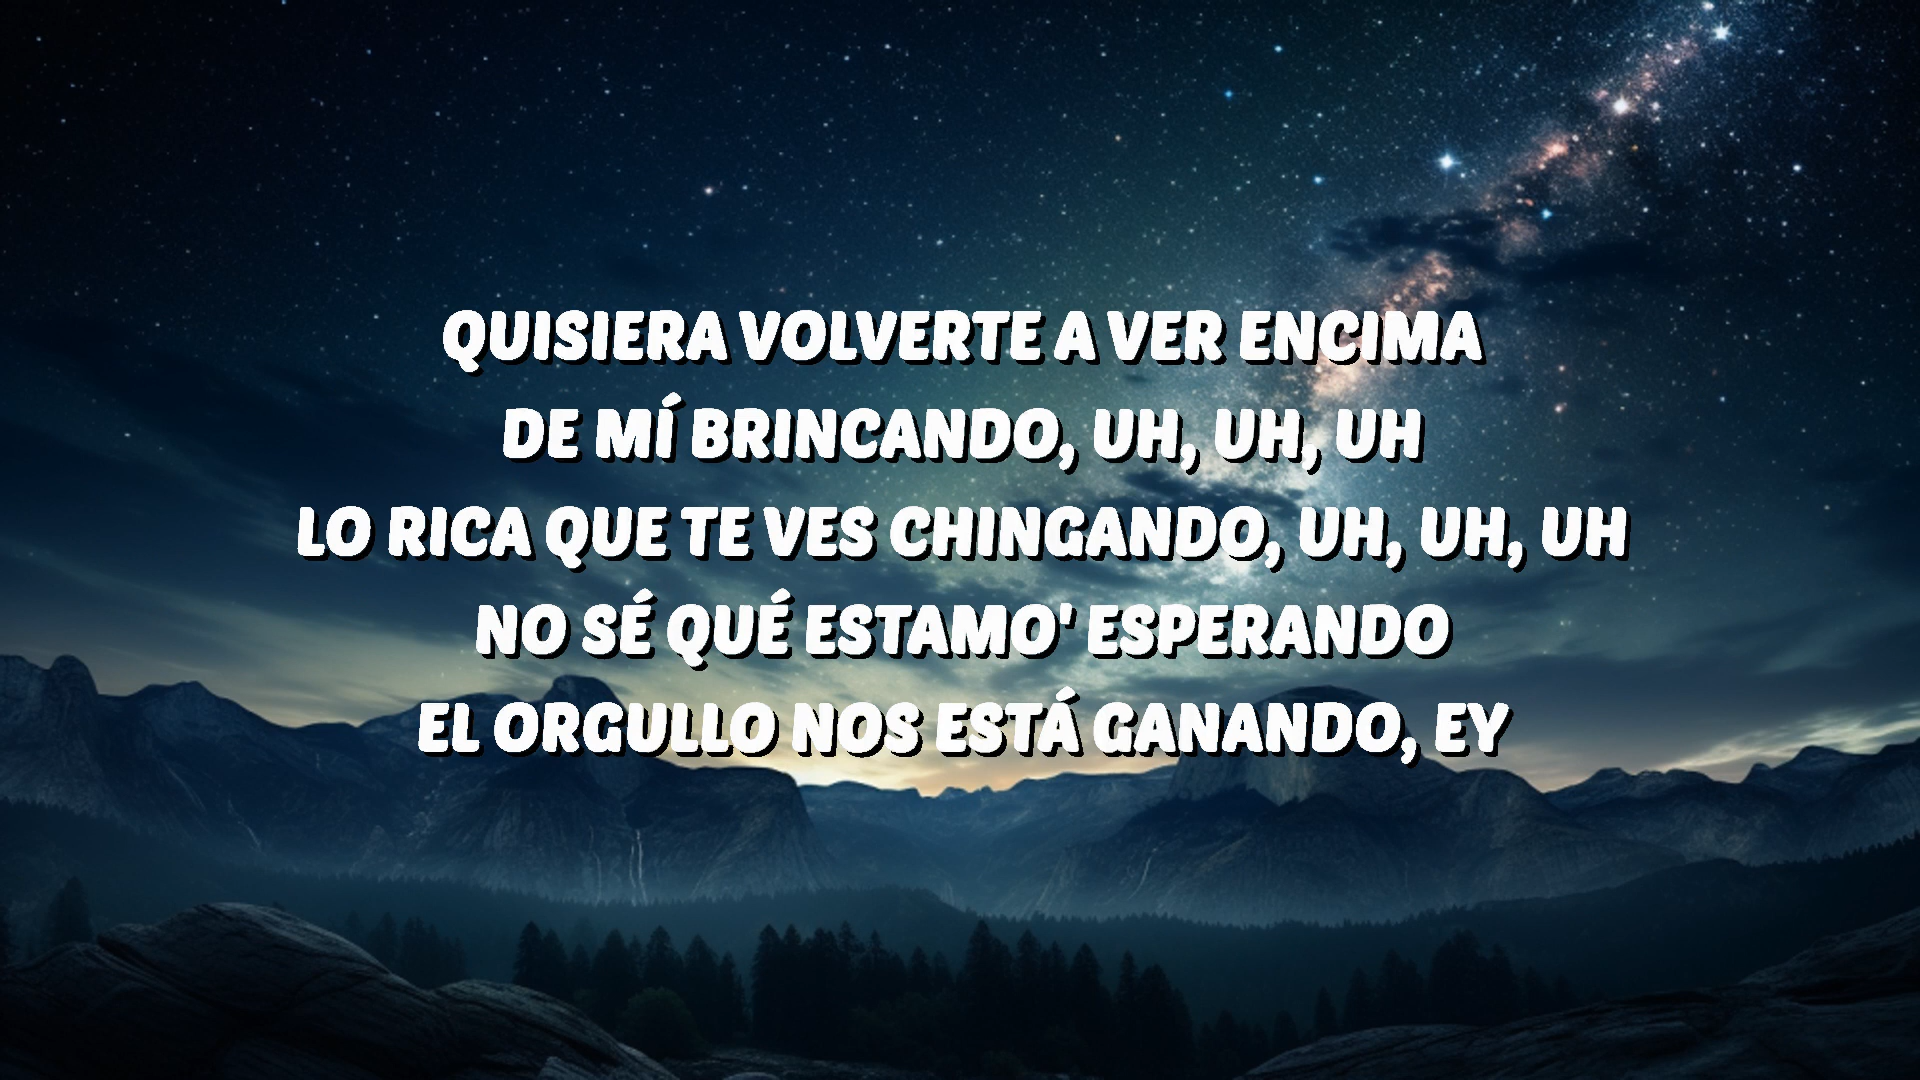 QUISIERA VOLVERTE A VER ENCIMA
DE MÍ BRINCANDO, UH, UH, UH
LO RICA QUE TE VES CHINGANDO, UH, UH, UH
NO SÉ QUÉ ESTAMO' ESPERANDO
EL ORGULLO NOS ESTÁ GANANDO, EY